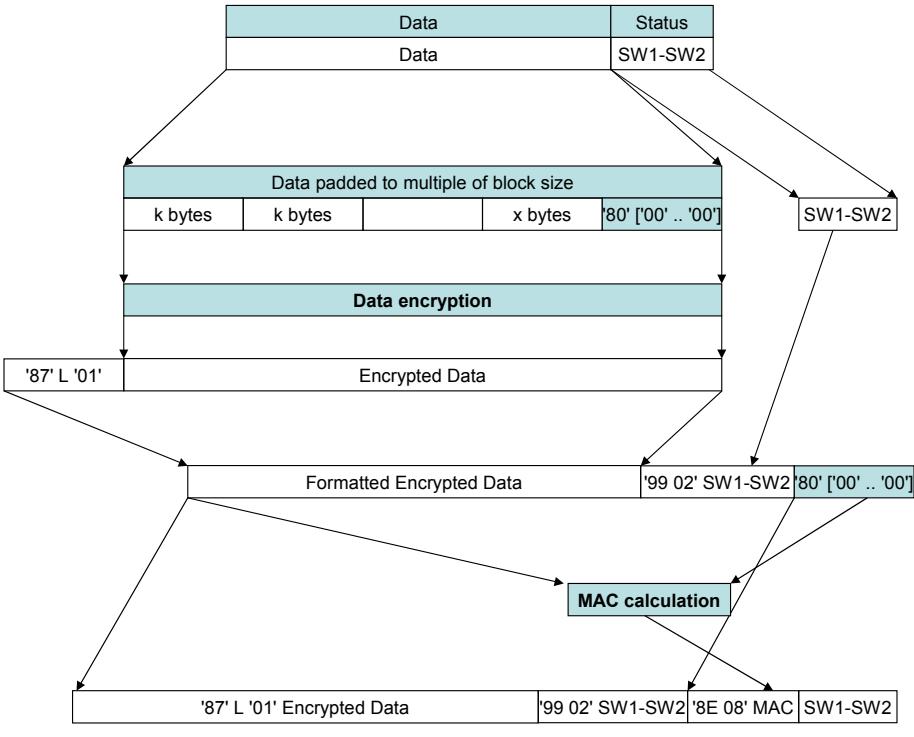 Data Status
Data SW1-SW2
Data padded to multiple of block size
k bytes k bytes x bytes '80' ['00' .. '00'] SW1-SW2
Data encryption
'87' L '01' Encrypted Data
Formatted Encrypted Data '99 02' SW1-SW2 '80' ['00' .. '00']
MAC calculation
'87' L '01' Encrypted Data '99 02' SW1-SW2 '8E 08' MAC SW1-SW2